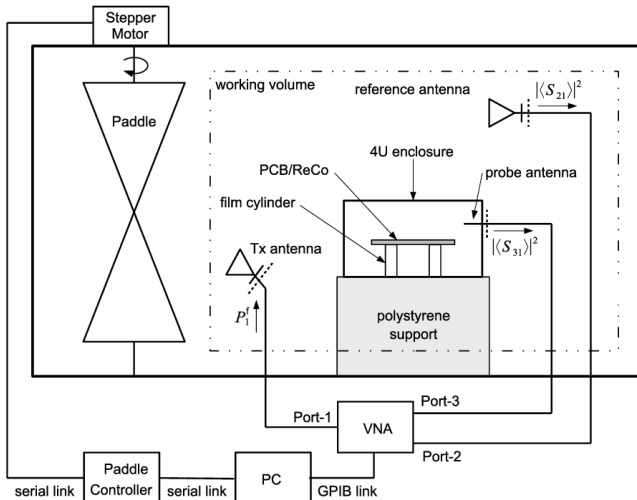 Stepper
Motor
working volume
reference antenna
|⟨S₂₁⟩|²
Paddle
4U enclosure
PCB/ReCo
probe antenna
film cylinder
|⟨S₃₁⟩|²
Tx antenna
P₁ᶠ
polystyrene
support
Port-1
Port-3
VNA
Port-2
Paddle
Controller
PC
serial link
serial link
GPIB link